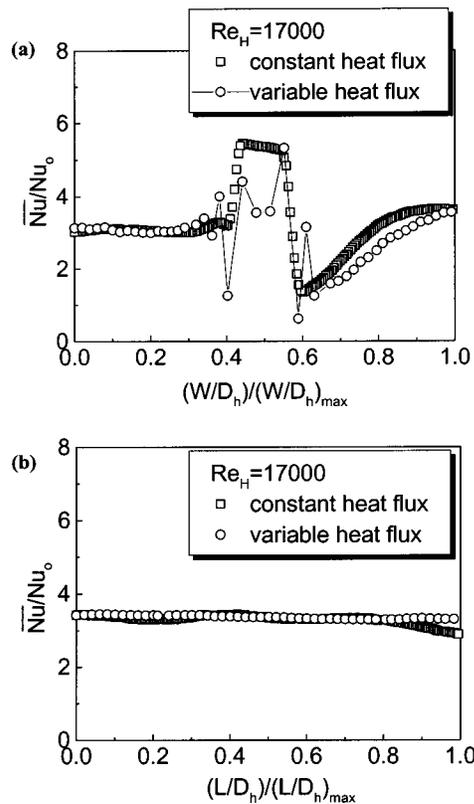 (a)
Re_H=17000
constant heat flux
variable heat flux
8
6
4
2
0
N̅u̅/Nu_o
0.0 0.2 0.4 0.6 0.8 1.0
(W/D_h)/(W/D_h)_max
(b)
Re_H=17000
constant heat flux
variable heat flux
8
6
4
2
0
N̅u̅/Nu_o
0.0 0.2 0.4 0.6 0.8 1.0
(L/D_h)/(L/D_h)_max